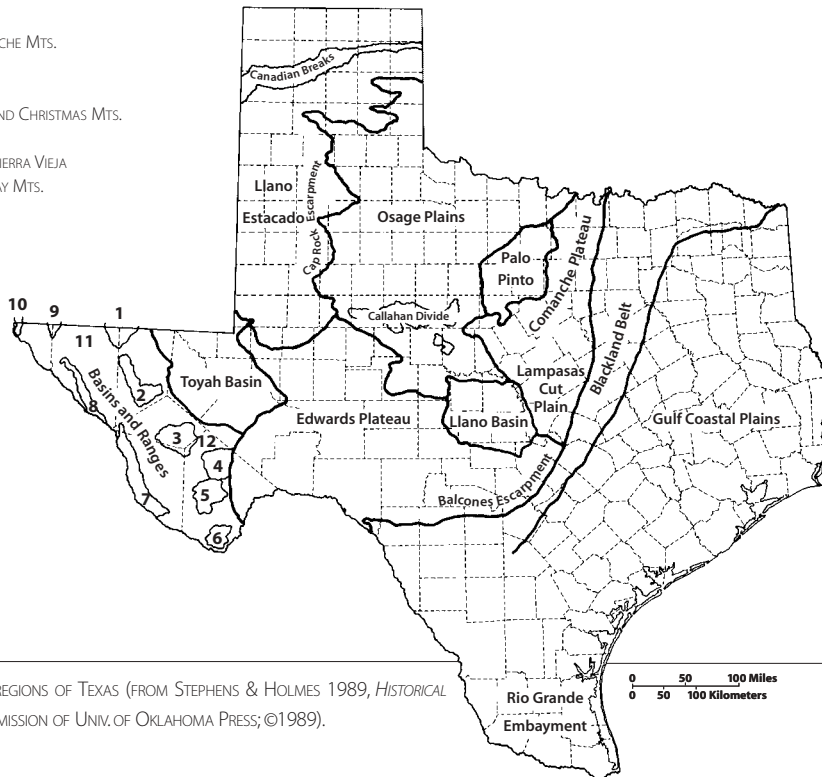 CHE MTS.
ND CHRISTMAS MTS.
IERRA VIEJA
AY MTS.
Canadian Breaks
Llano
Estacado
Cap Rock Escarpment
Osage Plains
Palo
Pinto
Comanche Plateau
Blackland Belt
Callahan Divide
10
9
1
11
Toyah Basin
2
Basins and Ranges
8
Lampasas
Cut
Plain
Edwards Plateau
Llano Basin
Gulf Coastal Plains
3
12
4
5
7
6
Balcones Escarpment
Rio Grande
Embayment
REGIONS OF TEXAS (FROM STEPHENS & HOLMES 1989, HISTORICAL
MISSION OF UNIV. OF OKLAHOMA PRESS; ©1989).
0 50 100 Miles
0 50 100 Kilometers